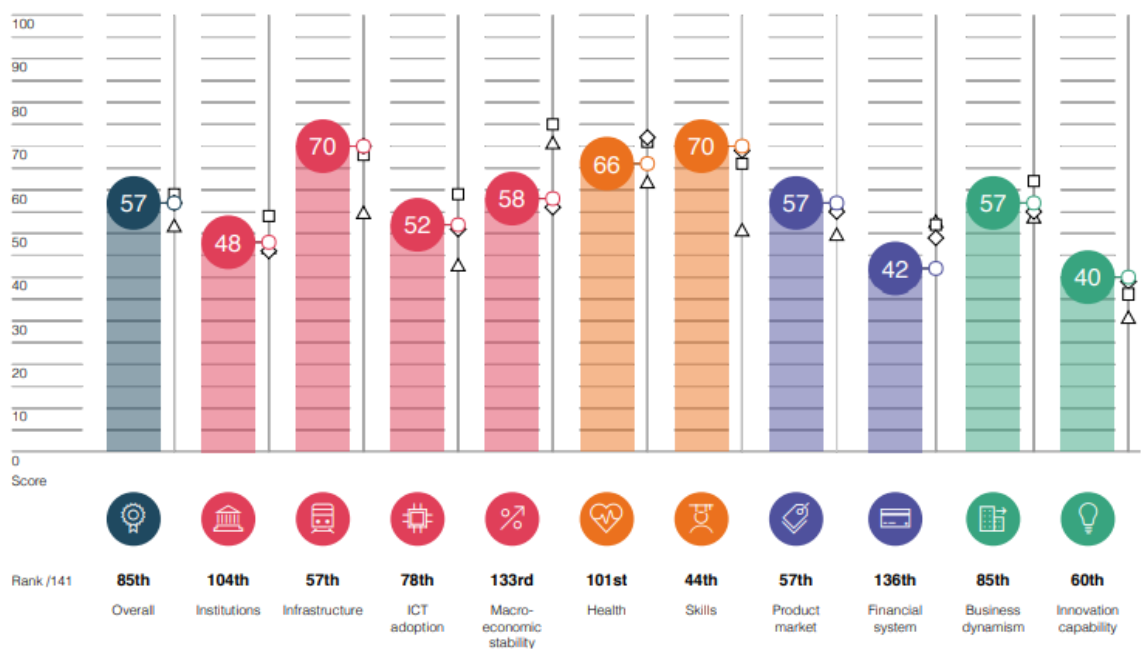 100
90
80
70
60
50
40
30
20
10
0
Score
57
48
70
52
58
66
70
57
42
57
40
Rank /141
85th
104th
57th
78th
133rd
101st
44th
57th
136th
85th
60th
Overall
Institutions
Infrastructure
ICT
adoption
Macro-
economic
stability
Health
Skills
Product
market
Financial
system
Business
dynamism
Innovation
capability